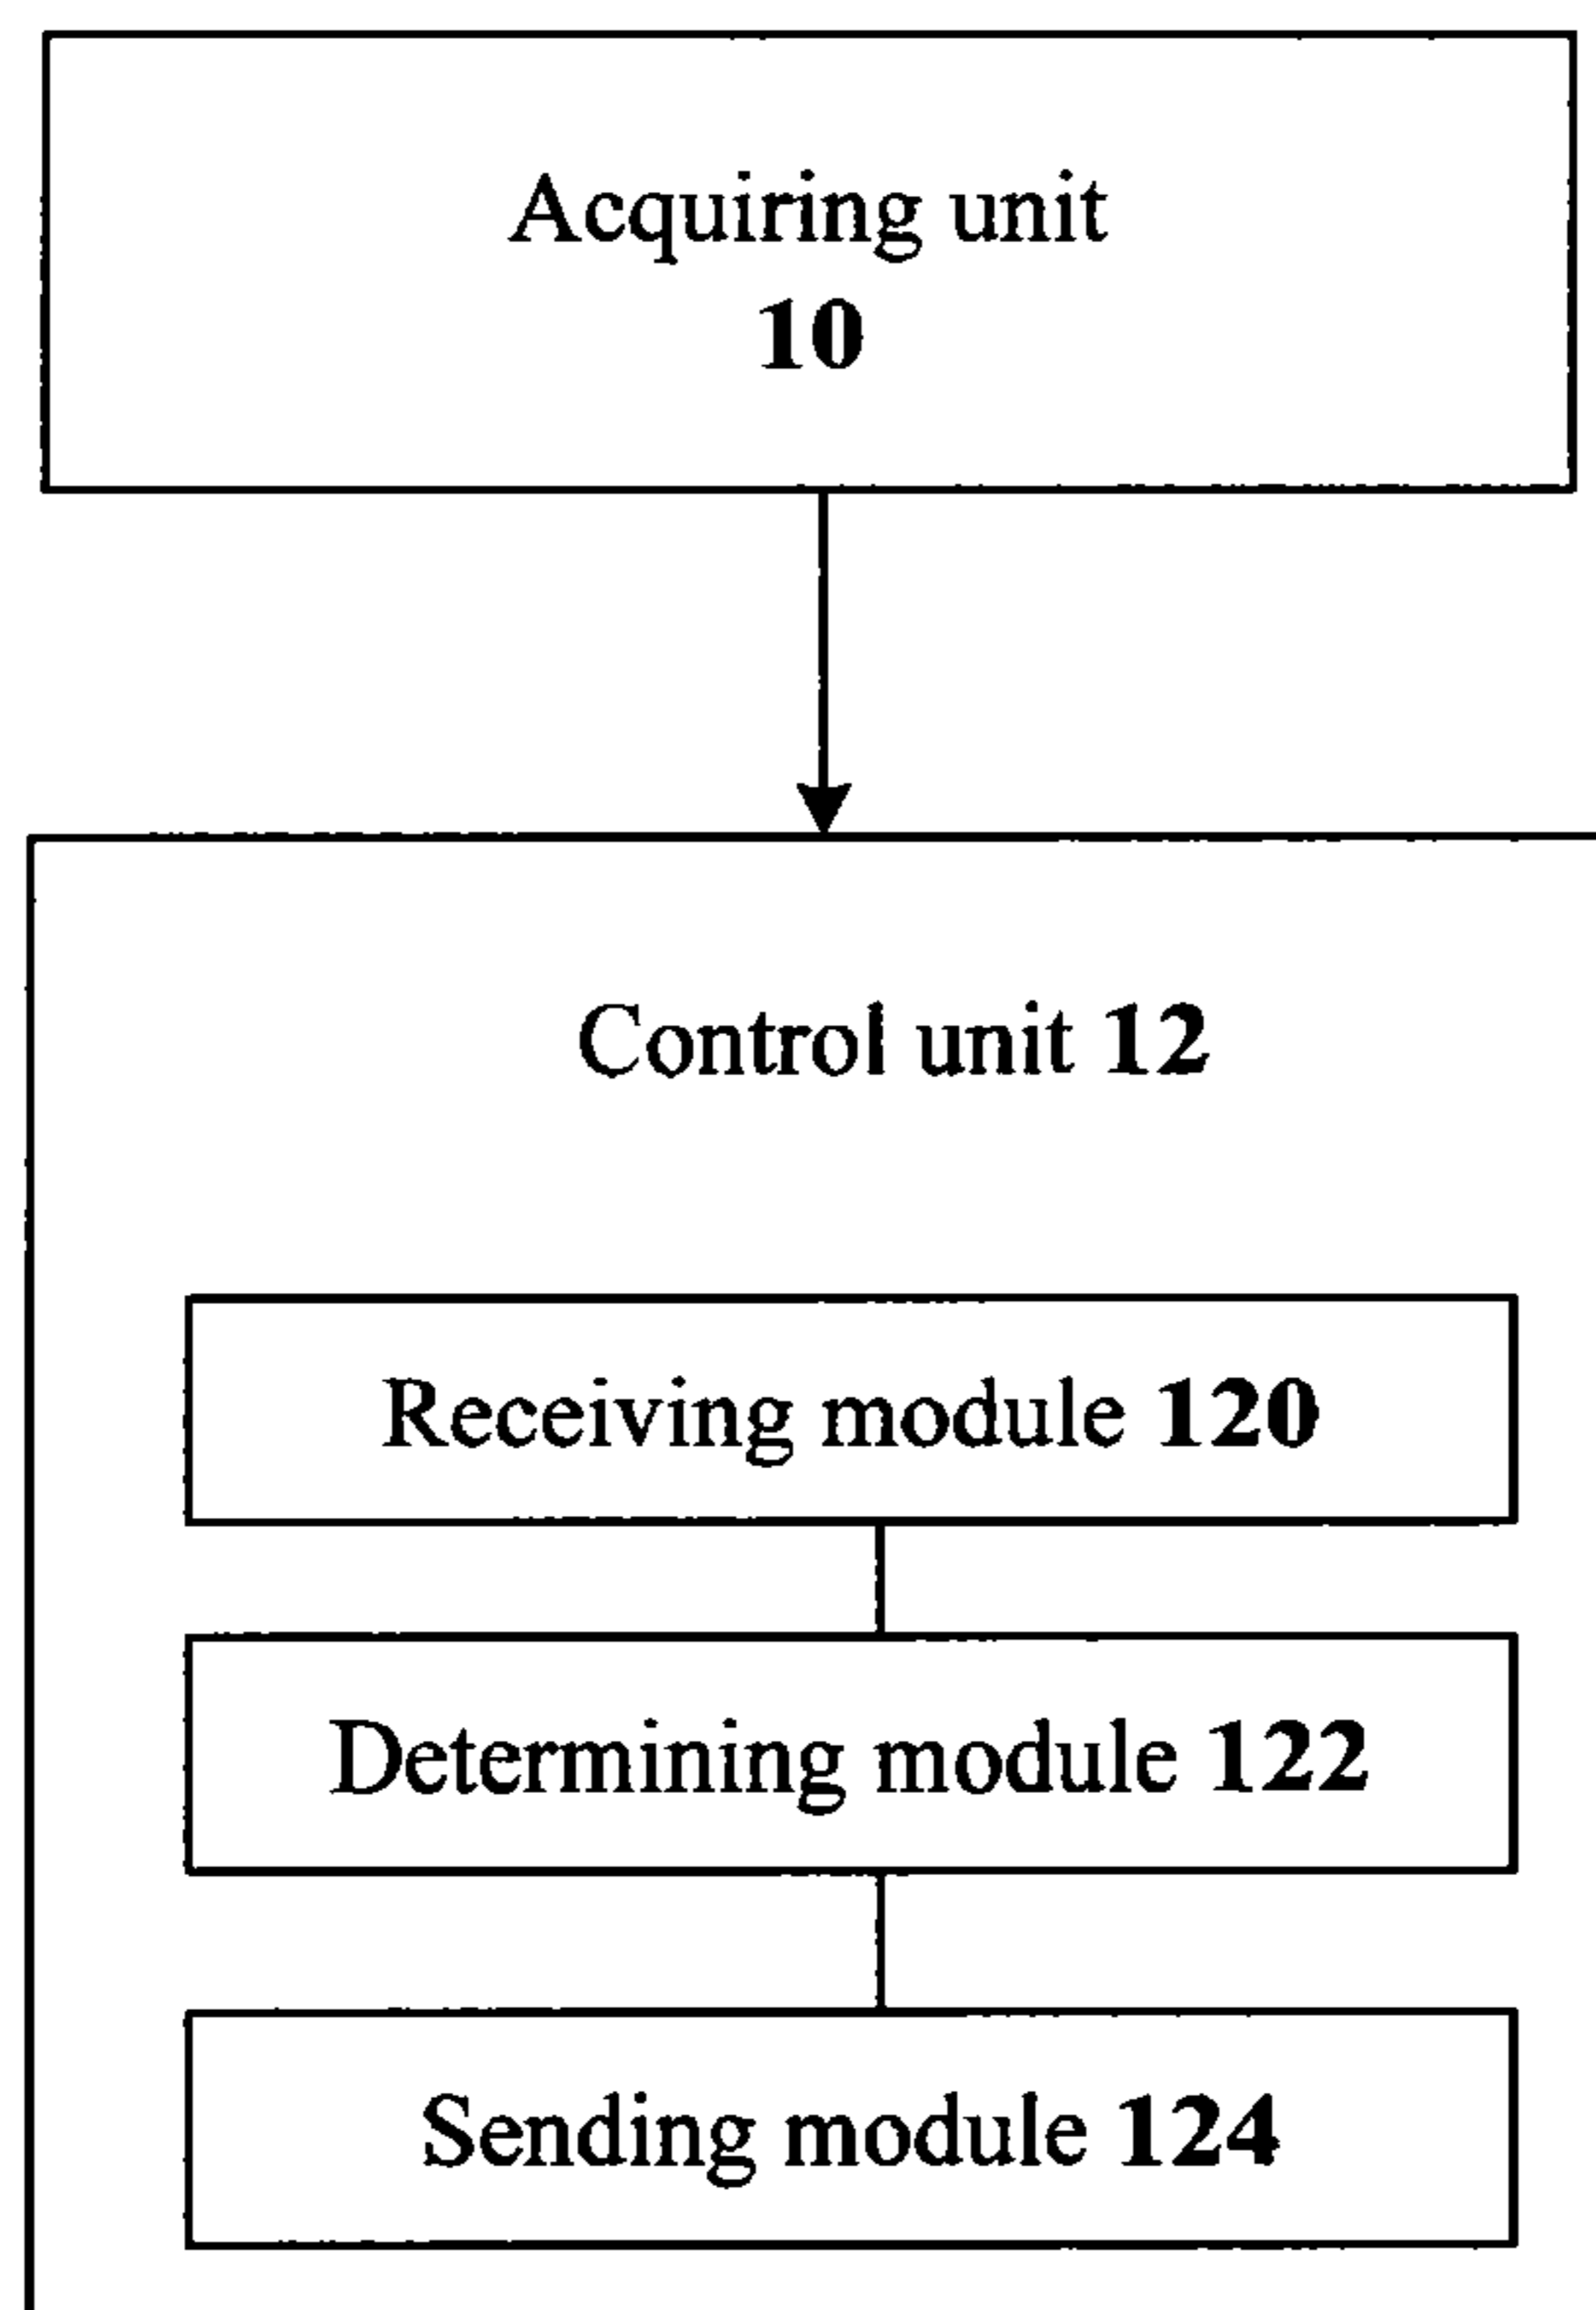 Acquiring unit
10
Control unit 12
Receiving module 120
Determining module 122
Sending module 124